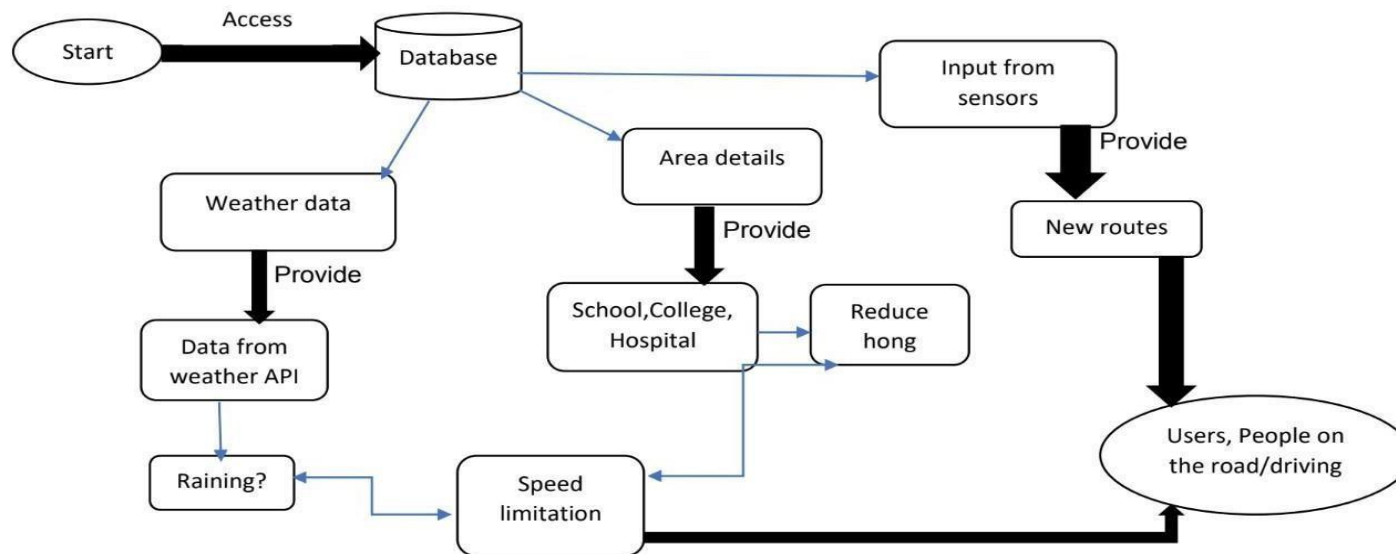 Access
Start
Database
Input from
sensors
Provide
Area details
Weather data
Provide
New routes
Provide
School,College,
Hospital
Reduce
hong
Data from
weather API
Users, People on
the road/driving
Raining?
Speed
limitation